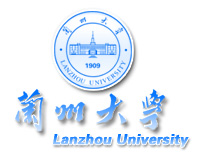 蘭州大學
1909
LANZHOU UNIVERSITY
蘭州大學
Lanzhou University